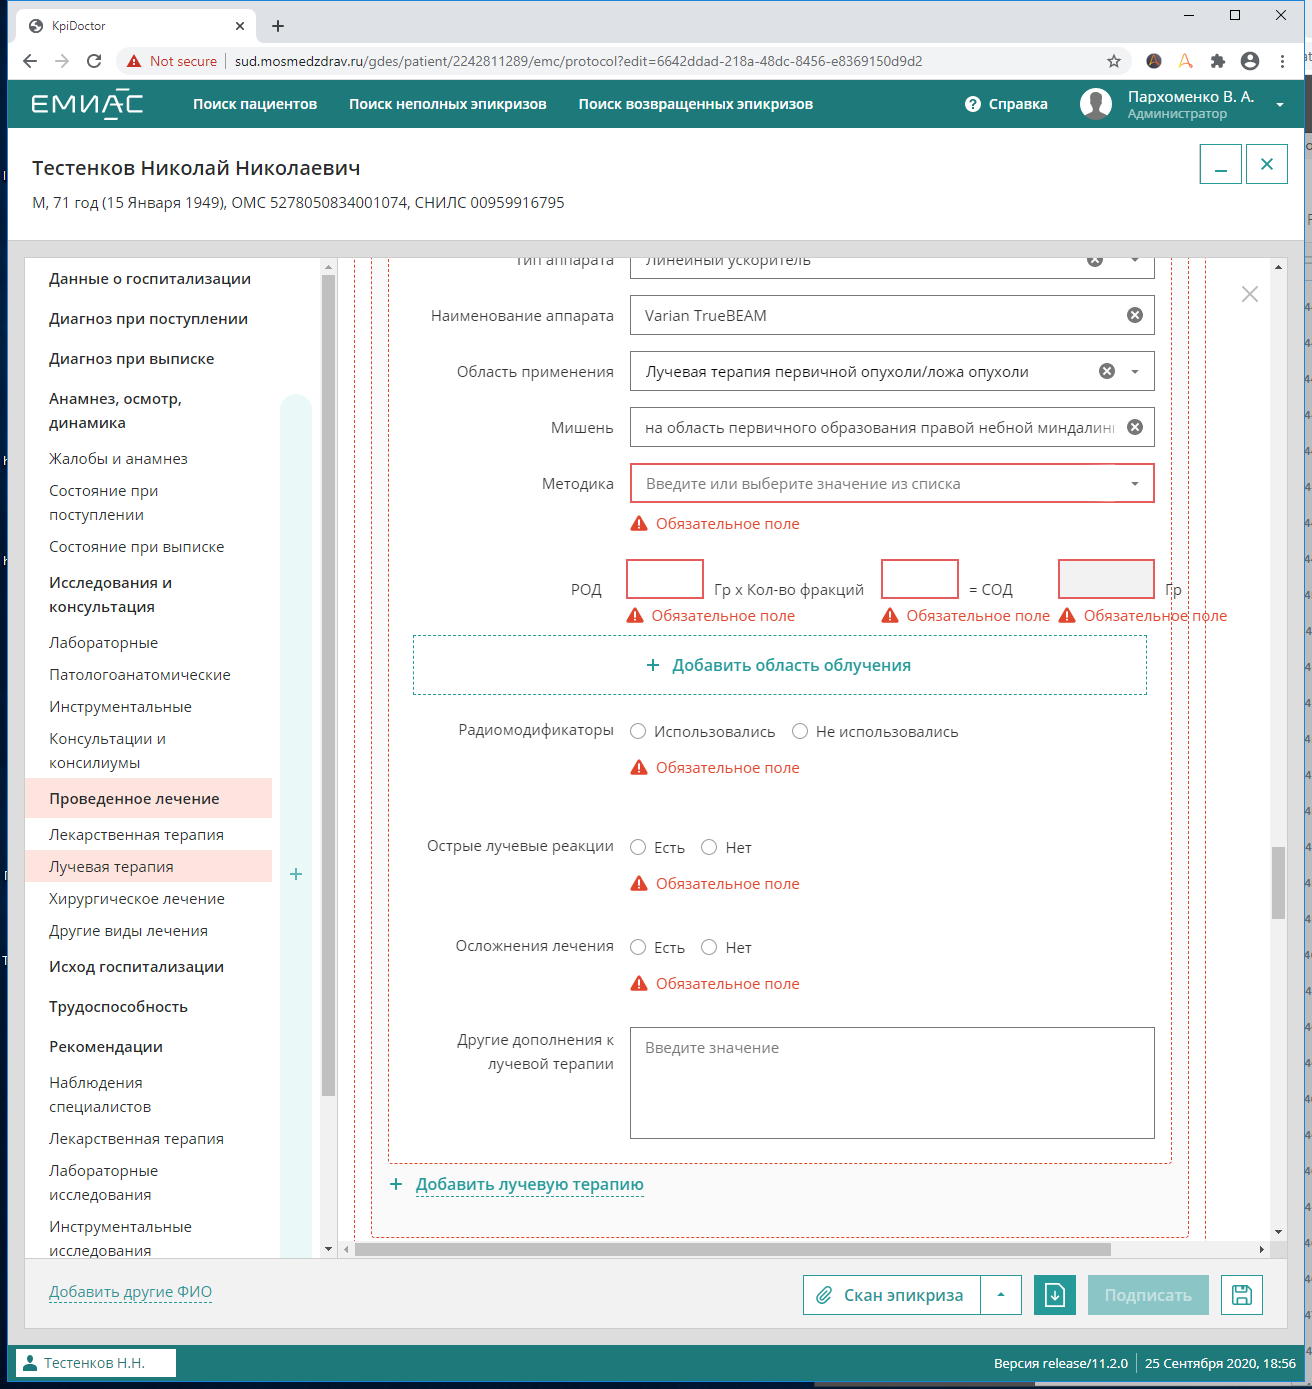 KpiDoctor
Not secure
sud.mosmedzdrav.ru/gdes/patient/2242811289/emc/protocol?edit=6642ddad-218a-48dc-8456-e8369150d9d2
ЕМИАС
Поиск пациентов
Поиск неполных эпикризов
Поиск возвращенных эпикризов
Справка
Пархоменко В. А.
Администратор
Тестенков Николай Николаевич
М, 71 год (15 Января 1949), ОМС 5278050834001074, СНИЛС 00959916795
Данные о госпитализации
Диагноз при поступлении
Диагноз при выписке
Анамнез, осмотр,
динамика
Жалобы и анамнез
Состояние при
поступлении
Состояние при выписке
Исследования и
консультация
Лабораторные
Патологоанатомические
Инструментальные
Консультации и
консилиумы
Проведенное лечение
Лекарственная терапия
Лучевая терапия
Хирургическое лечение
Другие виды лечения
Исход госпитализации
Трудоспособность
Рекомендации
Наблюдения
специалистов
Лекарственная терапия
Лабораторные
исследования
Инструментальные
исследования
Тип аппарата
Линейный ускоритель
Наименование аппарата
Varian TrueBEAM
Область применения
Лучевая терапия первичной опухоли/ложа опухоли
Мишень
на область первичного образования правой небной миндалин
Методика
Введите или выберите значение из списка
Обязательное поле
РОД
Гр x Кол-во фракций
= СОД
Гр
Обязательное поле
Обязательное поле
Обязательное поле
+ Добавить область облучения
Радиомодификаторы
Использовались
Не использовались
Обязательное поле
Острые лучевые реакции
Есть
Нет
Обязательное поле
Осложнения лечения
Есть
Нет
Обязательное поле
Другие дополнения к
лучевой терапии
Введите значение
+ Добавить лучевую терапию
Добавить другие ФИО
Скан эпикриза
Подписать
Тестенков Н.Н.
Версия release/11.2.0
25 Сентября 2020, 18:56